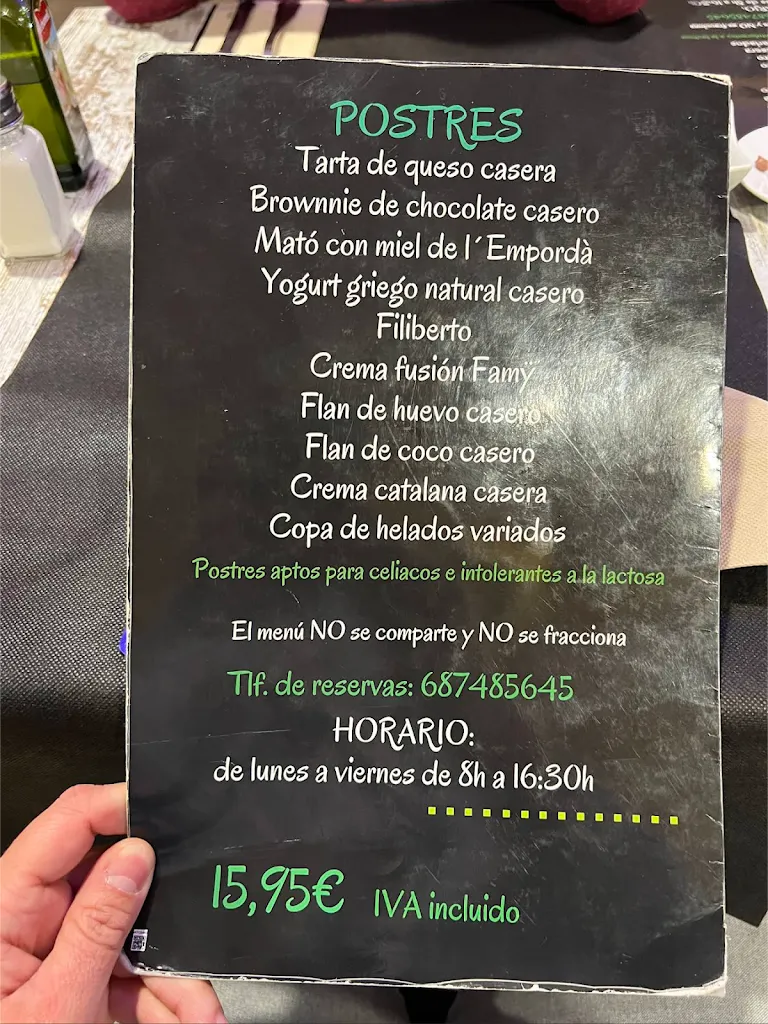 POSTRES
Tarta de queso casera
Brownnie de chocolate casero
Mató con miel de l´Empordà
Yogurt griego natural casero
Filiberto
Crema fusión Famÿ
Flan de huevo casero
Flan de coco casero
Crema catalana casera
Copa de helados variados
Postres aptos para celiacos e intolerantes a la lactosa
El menú NO se comparte y NO se fracciona
Tlf. de reservas: 687485645
HORARIO:
de lunes a viernes de 8h a 16:30h
15,95€ IVA incluido